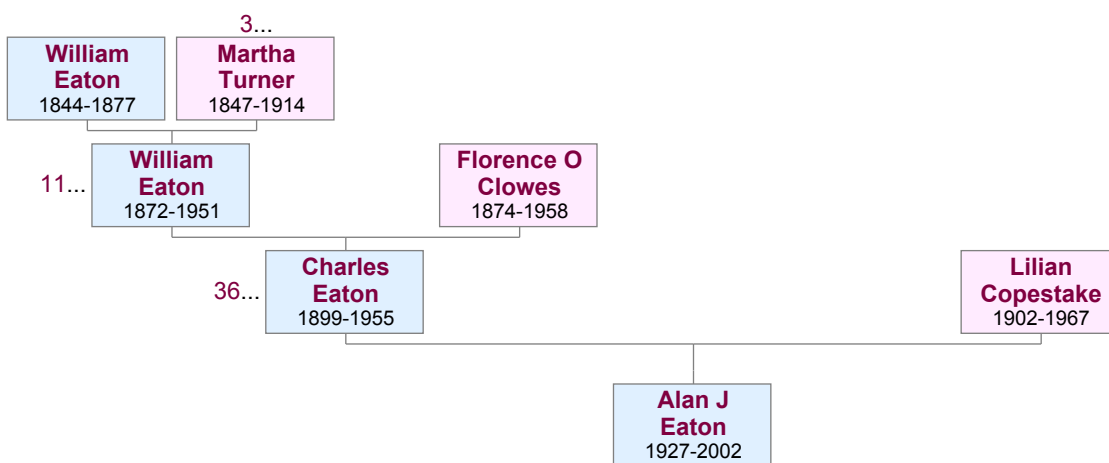 3...
William
Eaton
1844-1877
Martha
Turner
1847-1914
11...
William
Eaton
1872-1951
Florence O
Clowes
1874-1958
36...
Charles
Eaton
1899-1955
Lilian
Copestake
1902-1967
Alan J
Eaton
1927-2002